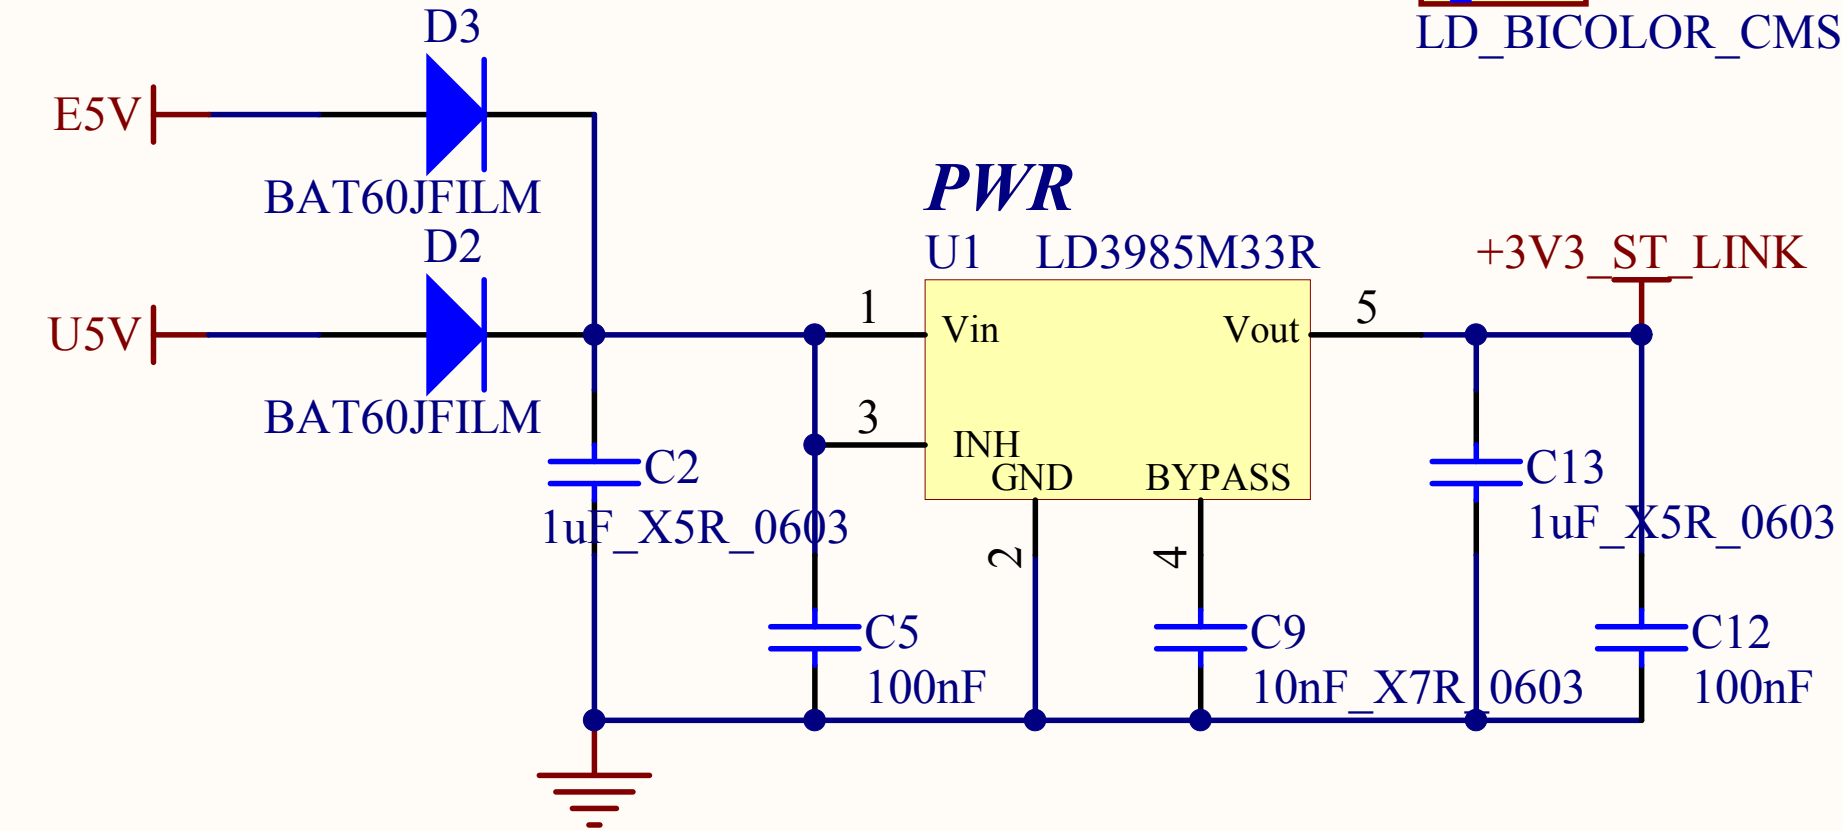 D3
LD_BICOLOR_CMS
E5V
BAT60JFILM
PWR
D2
U1 LD3985M33R
+3V3_ST_LINK
U5V
1
Vin
Vout
5
BAT60JFILM
3
INH
C2
GND
BYPASS
C13
1uF_X5R_0603
1uF_X5R_0603
2
4
C5
C9
C12
100nF
10nF_X7R_0603
100nF